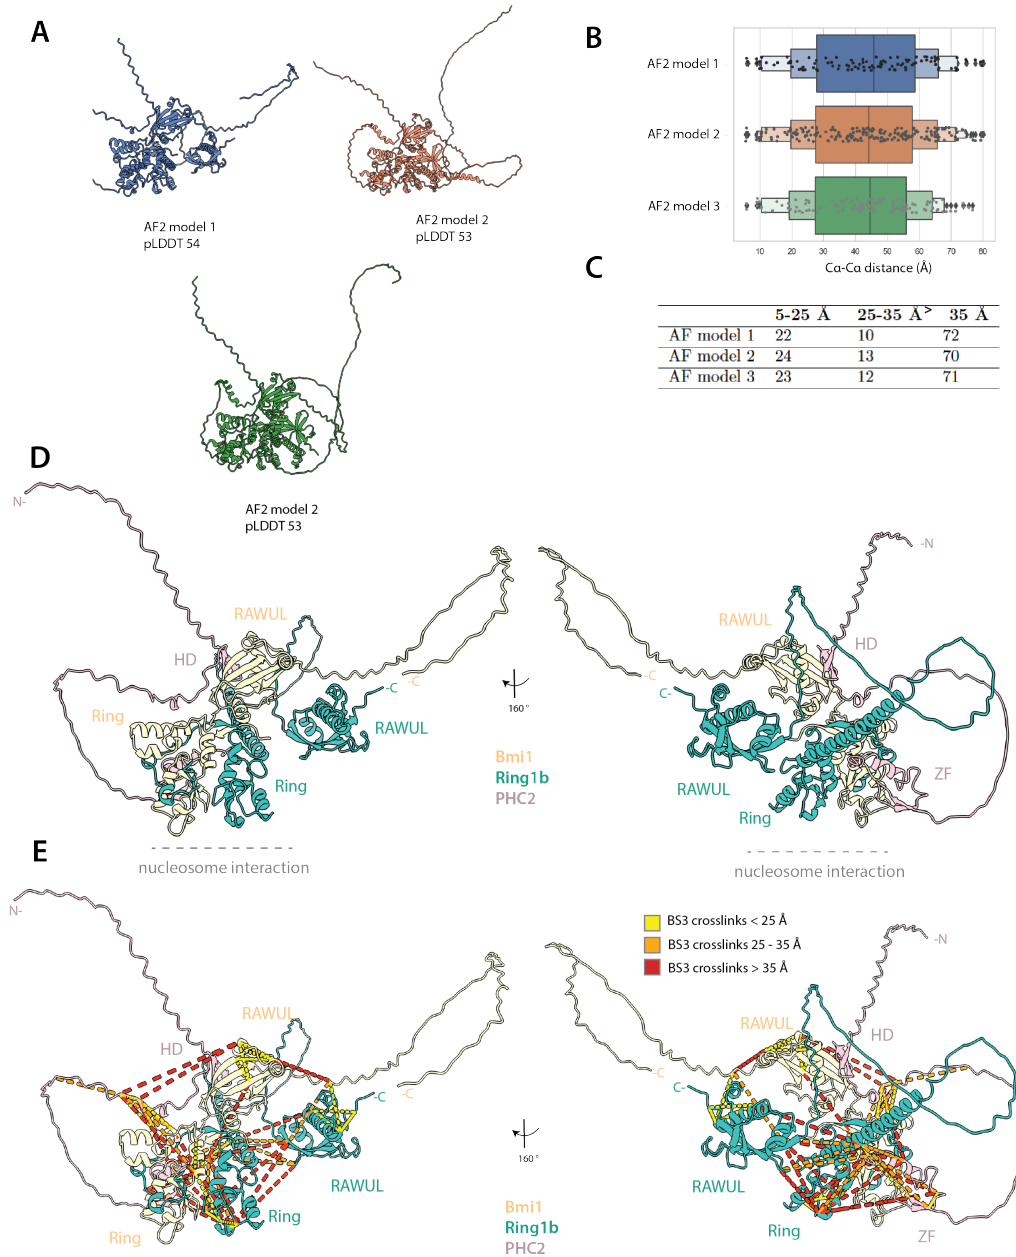 A
AF2 model 1
pLDDT 54
AF2 model 2
pLDDT 53
AF2 model 2
pLDDT 53
B
AF2 model 1
AF2 model 2
AF2 model 3
10 20 30 40 50 60 70 80
Cα-Cα distance (Å)
C
5-25 Å 25-35 Å > 35 Å
AF model 1 22 10 72
AF model 2 24 13 70
AF model 3 23 12 71
D
N-
RAWUL
HD
Ring
-C
-C
RAWUL
Ring
nucleosome interaction
160°
Bmi1
Ring1b
PHC2
-N
RAWUL
HD
-C
C-
RAWUL
Ring
ZF
nucleosome interaction
E
N-
RAWUL
HD
-C
-C
RAWUL
Ring
Ring
160°
Bmi1
Ring1b
PHC2
BS3 crosslinks < 25 Å
BS3 crosslinks 25 - 35 Å
BS3 crosslinks > 35 Å
-N
RAWUL
HD
-C
C-
RAWUL
Ring
ZF